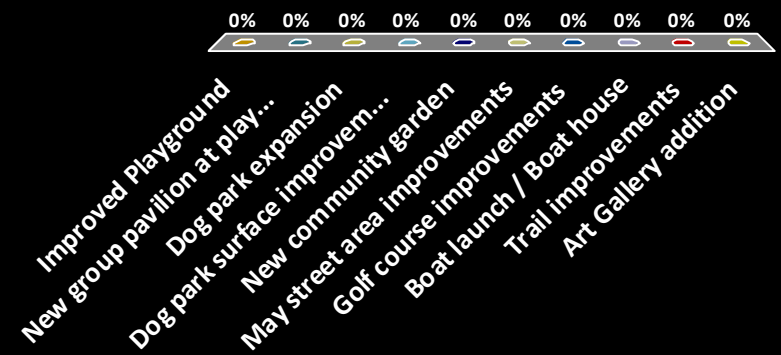 0% 0% 0% 0% 0% 0% 0% 0% 0% 0%
Improved Playground
New group pavilion at play...
Dog park expansion
Dog park surface improvem...
New community garden
May street area improvements
Golf course improvements
Boat launch / Boat house
Trail improvements
Art Gallery addition